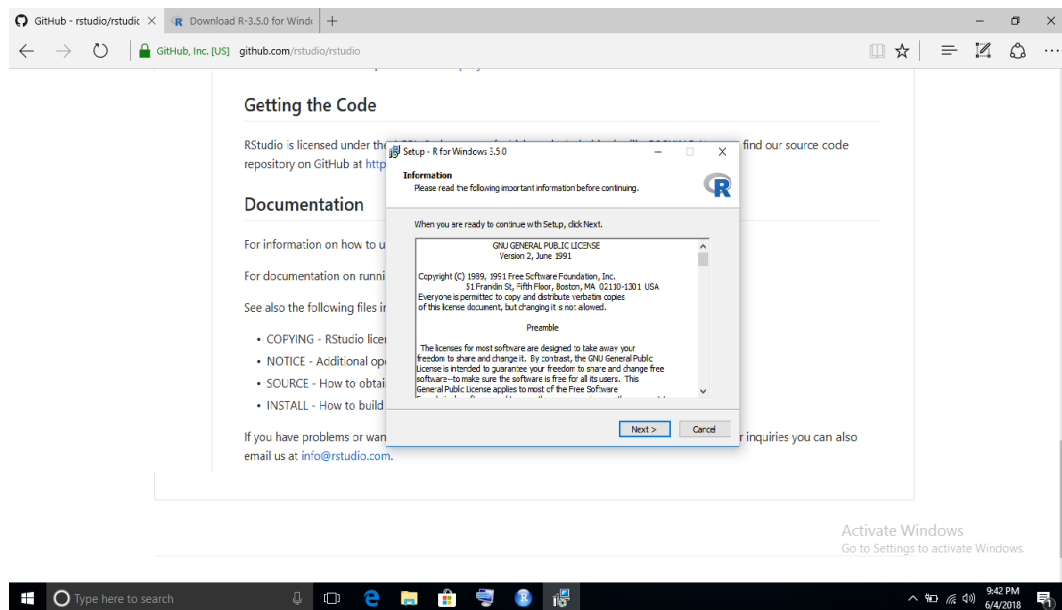 GitHub - rstudio/rstudio
Download R-3.5.0 for Windo
GitHub, Inc. [US] github.com/rstudio/rstudio
Getting the Code
RStudio is licensed under the
find our source code
repository on GitHub at http
Documentation
For information on how to u
For documentation on runni
See also the following files in
• COPYING - RStudio licen
• NOTICE - Additional ope
• SOURCE - How to obtai
• INSTALL - How to build
If you have problems or wan
r inquiries you can also
email us at info@rstudio.com.
Setup - R for Windows 3.5.0
Information
Please read the following important information before continuing.
R
When you are ready to continue with Setup, click Next.
GNU GENERAL PUBLIC LICENSE
Version 2, June 1991
Copyright (C) 1989, 1991 Free Software Foundation, Inc.
51 Franklin St, Fifth Floor, Boston, MA 02110-1301 USA
Everyone is permitted to copy and distribute verbatim copies
of this license document, but changing it is not allowed.
Preamble
The licenses for most software are designed to take away your
freedom to share and change it. By contrast, the GNU General Public
License is intended to guarantee your freedom to share and change free
software--to make sure the software is free for all its users. This
General Public License applies to most of the Free Software
Next >
Cancel
Activate Windows
Go to Settings to activate Windows.
Type here to search
9:42 PM
6/4/2018